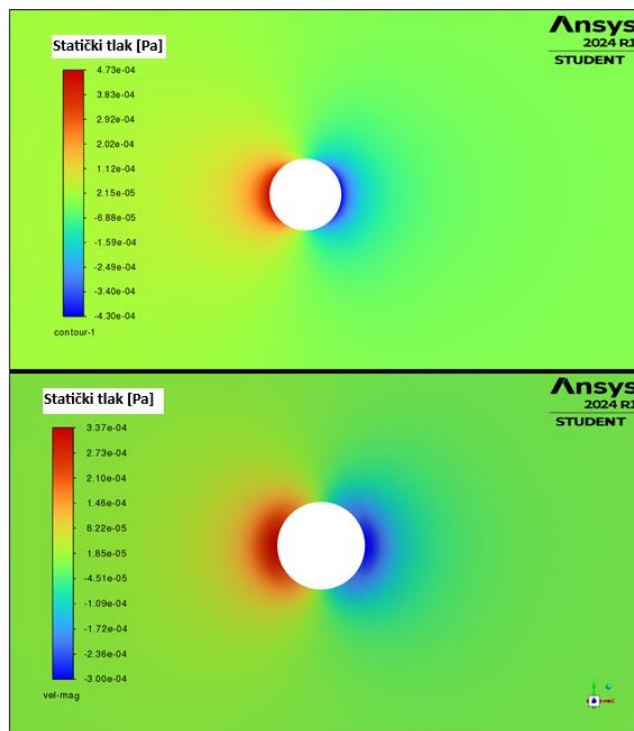 Statički tlak [Pa]
Ansys
2024 R1
STUDENT
4.73e-04
3.83e-04
2.92e-04
2.02e-04
1.12e-04
2.15e-05
-6.88e-05
-1.59e-04
-2.49e-04
-3.40e-04
-4.30e-04
contour-1
Statički tlak [Pa]
Ansys
2024 R1
STUDENT
3.37e-04
2.73e-04
2.10e-04
1.46e-04
8.22e-05
1.85e-05
-4.51e-05
-1.09e-04
-1.72e-04
-2.36e-04
-3.00e-04
vel-mag